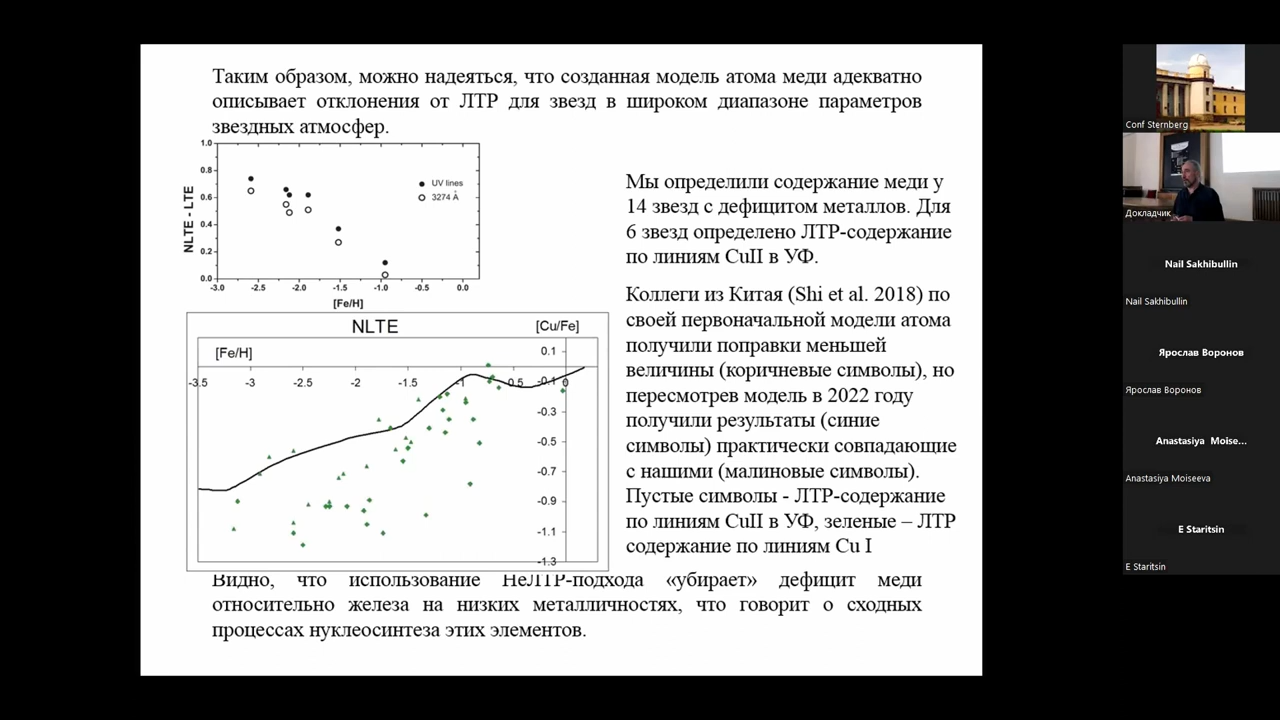 Таким образом, можно надеяться, что созданная модель атома меди адекватно
описывает отклонения от ЛТР для звезд в широком диапазоне параметров
звездных атмосфер.
1.0
0.8
0.6
0.4
0.2
0.0
NLTE - LTE
UV lines
3274 Å
-3.0 -2.5 -2.0 -1.5 -1.0 -0.5 0.0
[Fe/H]
NLTE
[Cu/Fe]
[Fe/H]
0.1
-3.5 -3 -2.5 -2 -1.5 -1 -0.5 0
-0.1
-0.3
-0.5
-0.7
-0.9
-1.1
-1.3
Мы определили содержание меди у
14 звезд с дефицитом металлов. Для
6 звезд определено ЛТР-содержание
по линиям CuII в УФ.
Коллеги из Китая (Shi et al. 2018) по
своей первоначальной модели атома
получили поправки меньшей
величины (коричневые символы), но
пересмотрев модель в 2022 году
получили результаты (синие
символы) практически совпадающие
с нашими (малиновые символы).
Пустые символы - ЛТР-содержание
по линиям CuII в УФ, зеленые – ЛТР
содержание по линиям Cu I
Видно, что использование НеЛТР-подхода «убирает» дефицит меди
относительно железа на низких металличностях, что говорит о сходных
процессах нуклеосинтеза этих элементов.
Conf Sternberg
Докладчик
Nail Sakhibullin
Nail Sakhibullin
Ярослав Воронов
Ярослав Воронов
Anastasiya Moise...
Anastasiya Moiseeva
E Staritsin
E Staritsin